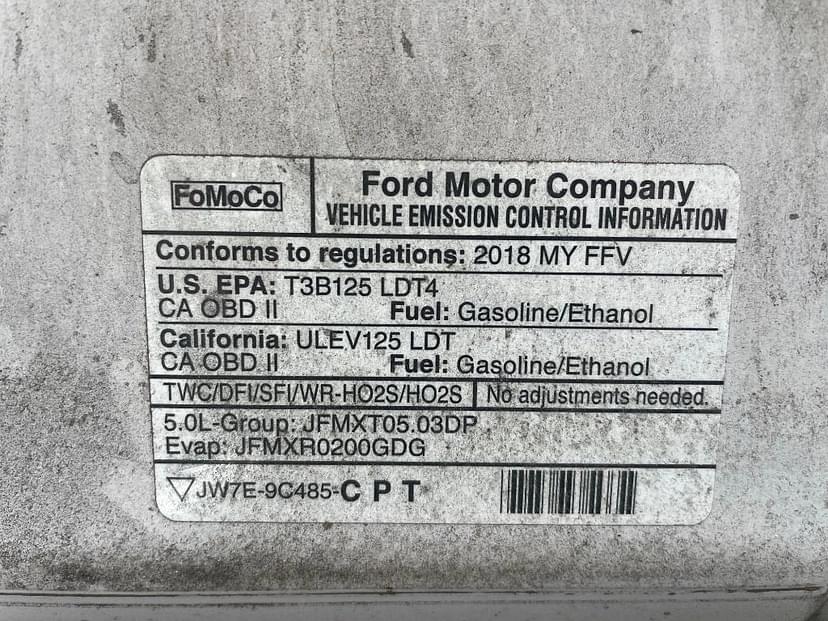 FoMoCo
Ford Motor Company
VEHICLE EMISSION CONTROL INFORMATION
Conforms to regulations: 2018 MY FFV
U.S. EPA: T3B125 LDT4
CA OBD II Fuel: Gasoline/Ethanol
California: ULEV125 LDT
CA OBD II Fuel: Gasoline/Ethanol
TWC/DFI/SFI/WR-HO2S/HO2S No adjustments needed.
5.0L-Group: JFMXT05.03DP
Evap: JFMXR0200GDG
JW7E-9C485-C P T